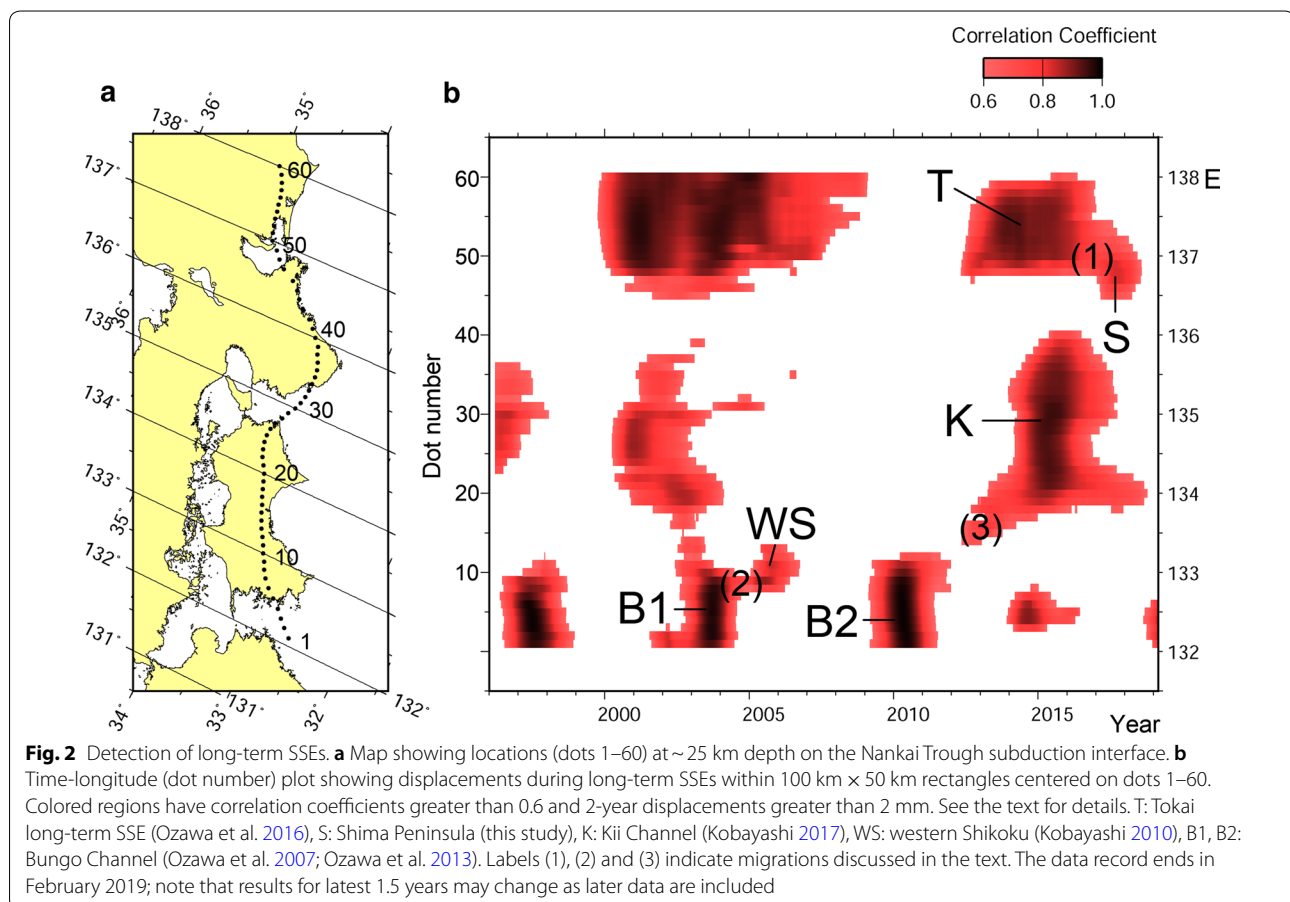 Correlation Coefficient
0.6 0.8 1.0
a
b
138° 36° 35°
137°
136°
36°
135°
134°
133°
35°
132°
131°
34° 33° 131° 32° 132°
60
50
40
30
20
10
1
Dot number
60
50
40
30
20
10
138 E
137
136
135
134
133
132
T
(1)
S
K
(3)
WS
(2)
B1
B2
2000 2005 2010 2015
Year
Fig. 2 Detection of long-term SSEs. a Map showing locations (dots 1–60) at ~ 25 km depth on the Nankai Trough subduction interface. b
Time-longitude (dot number) plot showing displacements during long-term SSEs within 100 km × 50 km rectangles centered on dots 1–60.
Colored regions have correlation coefficients greater than 0.6 and 2-year displacements greater than 2 mm. See the text for details. T: Tokai
long-term SSE (Ozawa et al. 2016), S: Shima Peninsula (this study), K: Kii Channel (Kobayashi 2017), WS: western Shikoku (Kobayashi 2010), B1, B2:
Bungo Channel (Ozawa et al. 2007; Ozawa et al. 2013). Labels (1), (2) and (3) indicate migrations discussed in the text. The data record ends in
February 2019; note that results for latest 1.5 years may change as later data are included